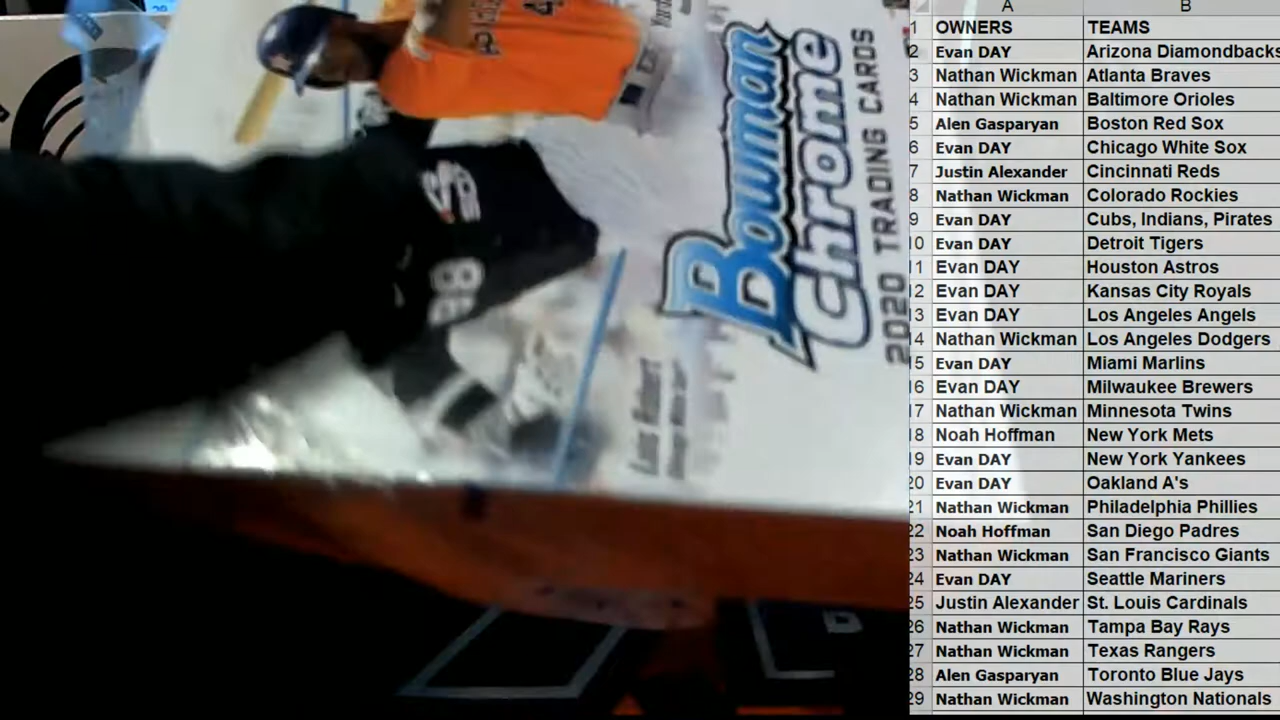 Bowman
Chrome
2020 TRADING CARDS
Luis Robert
A B
1 OWNERS TEAMS
2 Evan DAY Arizona Diamondbacks
3 Nathan Wickman Atlanta Braves
4 Nathan Wickman Baltimore Orioles
5 Alen Gasparyan Boston Red Sox
6 Evan DAY Chicago White Sox
7 Justin Alexander Cincinnati Reds
8 Nathan Wickman Colorado Rockies
9 Evan DAY Cubs, Indians, Pirates
10 Evan DAY Detroit Tigers
11 Evan DAY Houston Astros
12 Evan DAY Kansas City Royals
13 Evan DAY Los Angeles Angels
14 Nathan Wickman Los Angeles Dodgers
15 Evan DAY Miami Marlins
16 Evan DAY Milwaukee Brewers
17 Nathan Wickman Minnesota Twins
18 Noah Hoffman New York Mets
19 Evan DAY New York Yankees
20 Evan DAY Oakland A's
21 Nathan Wickman Philadelphia Phillies
22 Noah Hoffman San Diego Padres
23 Nathan Wickman San Francisco Giants
24 Evan DAY Seattle Mariners
25 Justin Alexander St. Louis Cardinals
26 Nathan Wickman Tampa Bay Rays
27 Nathan Wickman Texas Rangers
28 Alen Gasparyan Toronto Blue Jays
29 Nathan Wickman Washington Nationals